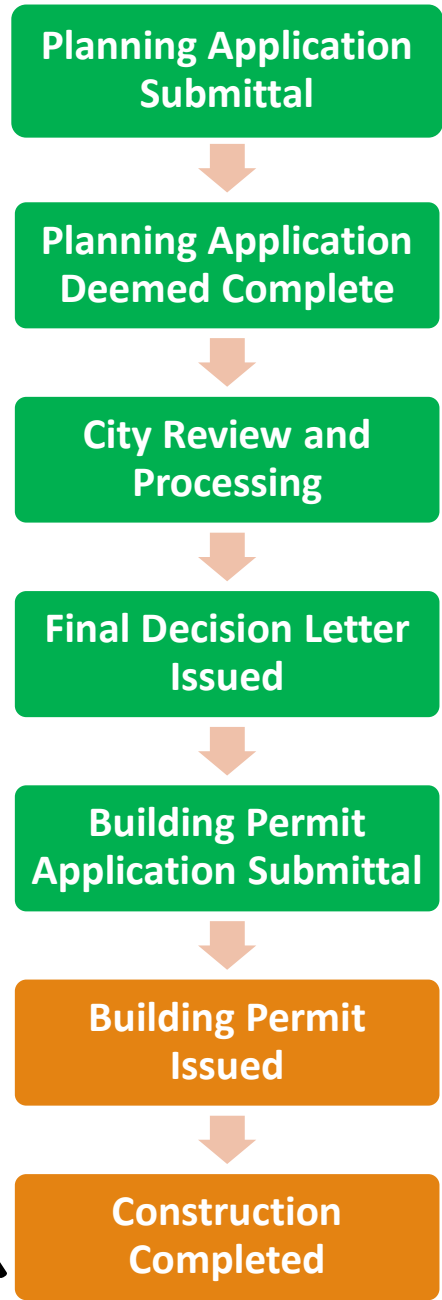 Planning Application
Submittal
Planning Application
Deemed Complete
City Review and
Processing
Final Decision Letter
Issued
Building Permit
Application Submittal
Building Permit
Issued
Construction
Completed